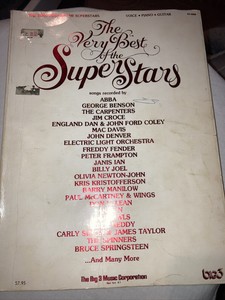 VOICE • PIANO • GUITAR
The
Very Best
of the
Super Stars
songs recorded by
ABBA
GEORGE BENSON
THE CARPENTERS
JIM CROCE
ENGLAND DAN & JOHN FORD COLEY
MAC DAVIS
JOHN DENVER
ELECTRIC LIGHT ORCHESTRA
FREDDY FENDER
PETER FRAMPTON
JANIS IAN
BILLY JOEL
OLIVIA NEWTON-JOHN
KRIS KRISTOFFERSON
BARRY MANILOW
PAUL McCARTNEY & WINGS
CARLY JAMES TAYLOR
THE SPINNERS
BRUCE SPRINGSTEEN
...And Many More
The Big 3 Music Corporation
big3
$7.95